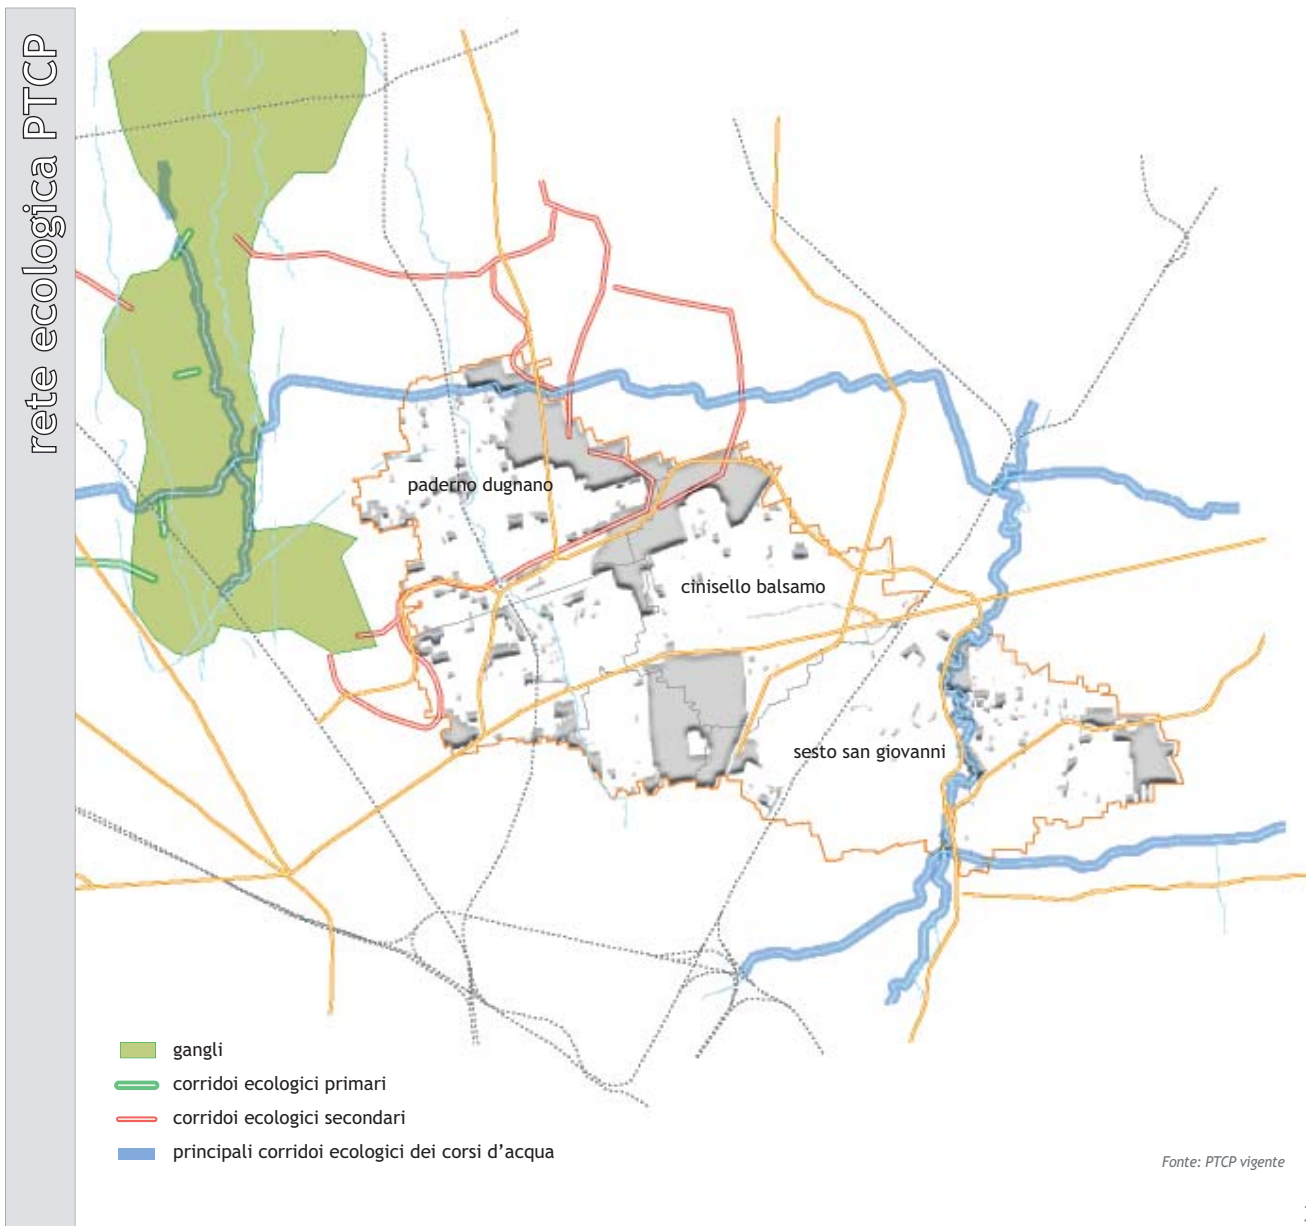 rete ecologica PTCP
paderno dugnano
cinisello balsamo
sesto san giovanni
gangli
corridoi ecologici primari
corridoi ecologici secondari
principali corridoi ecologici dei corsi d’acqua
Fonte: PTCP vigente